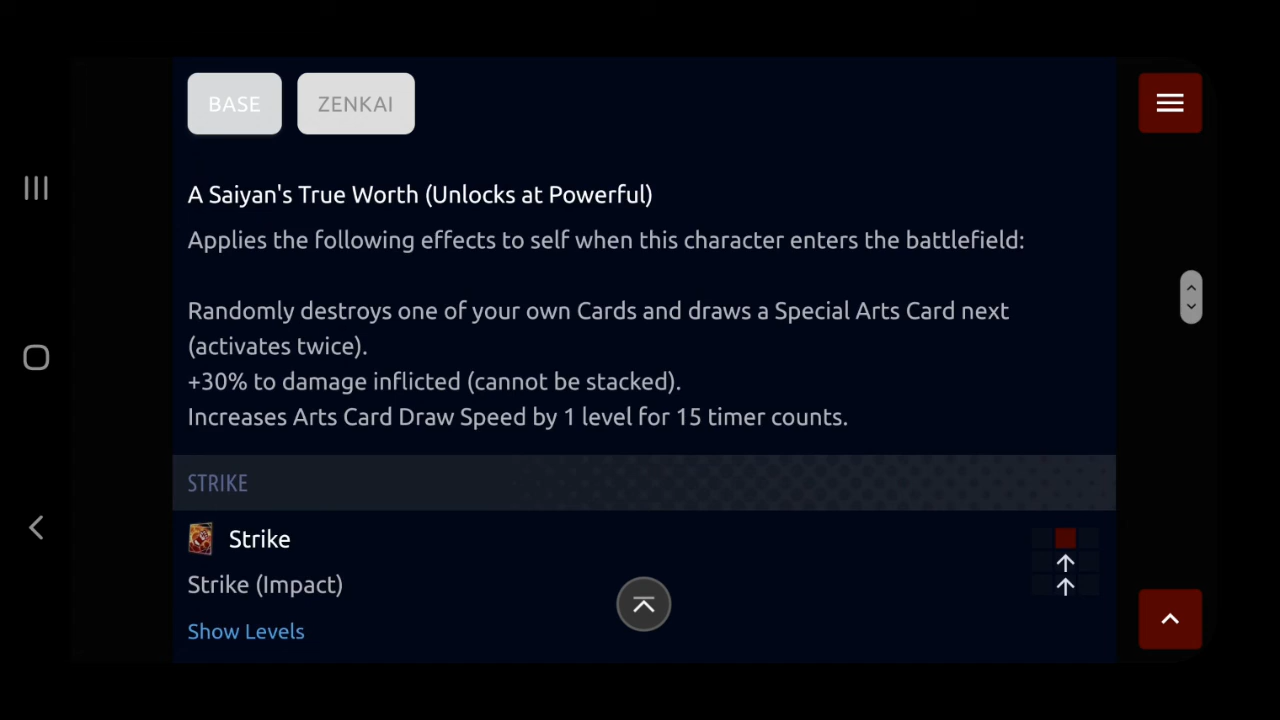 BASE ZENKAI
A Saiyan's True Worth (Unlocks at Powerful)
Applies the following effects to self when this character enters the battlefield:
Randomly destroys one of your own Cards and draws a Special Arts Card next
(activates twice).
+30% to damage inflicted (cannot be stacked).
Increases Arts Card Draw Speed by 1 level for 15 timer counts.
STRIKE
Strike
Strike (Impact)
Show Levels